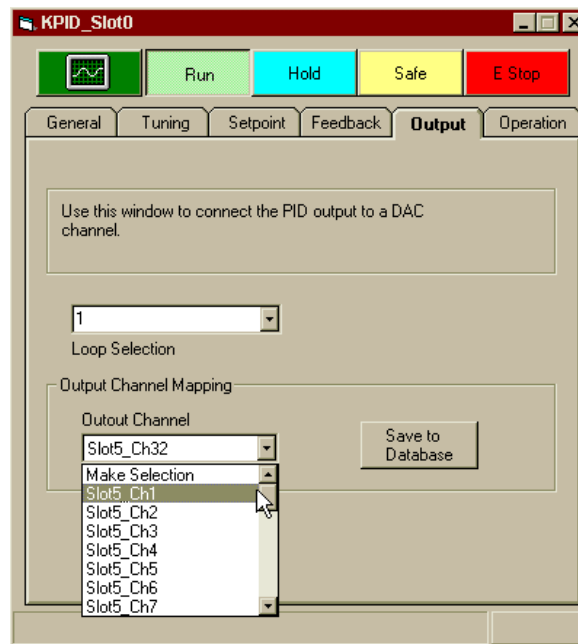 KPID_Slot0
Run Hold Safe E Stop
General Tuning Setpoint Feedback Output Operation
Use this window to connect the PID output to a DAC
channel.
1
Loop Selection
Output Channel Mapping
Outout Channel
Slot5_Ch32
Save to
Database
Make Selection
Slot5_Ch1
Slot5_Ch2
Slot5_Ch3
Slot5_Ch4
Slot5_Ch5
Slot5_Ch6
Slot5_Ch7